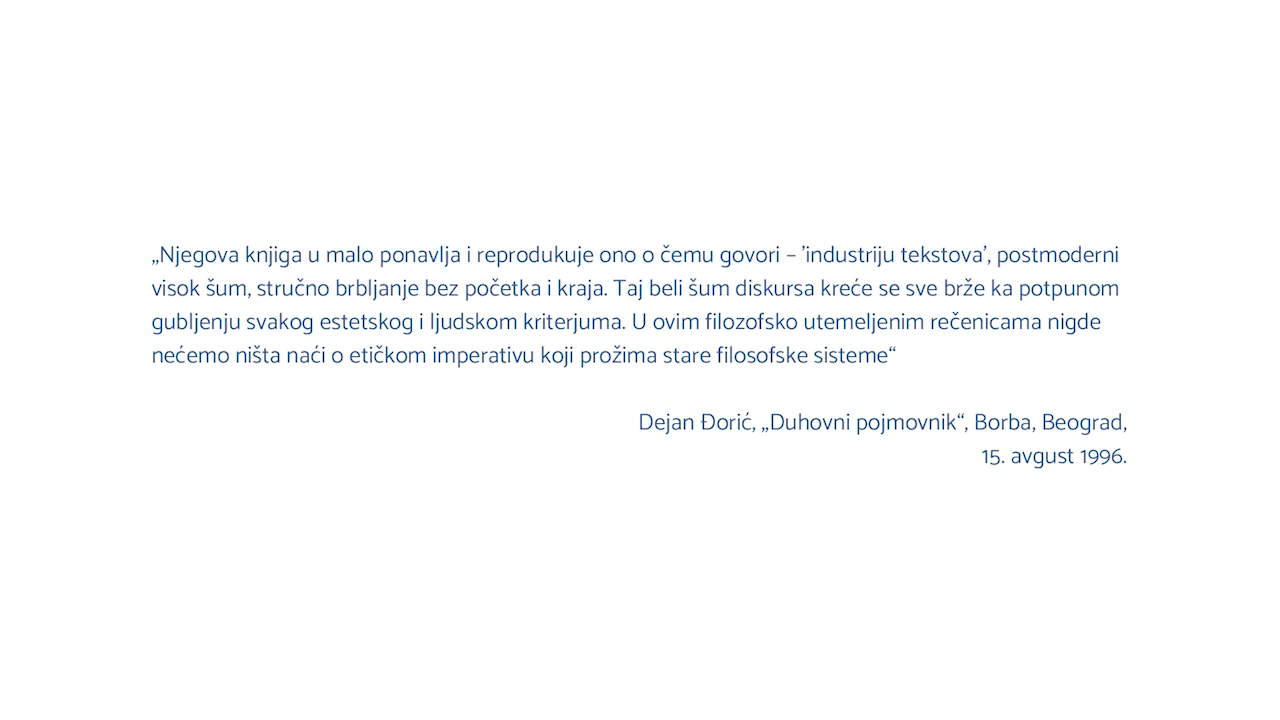 „Njegova knjiga u malo ponavlja i reprodukuje ono o čemu govori – ’industriju tekstova’, postmoderni
visok šum, stručno brbljanje bez početka i kraja. Taj beli šum diskursa kreće se sve brže ka potpunom
gubljenju svakog estetskog i ljudskom kriterjuma. U ovim filozofsko utemeljenim rečenicama nigde
nećemo ništa naći o etičkom imperativu koji prožima stare filosofske sisteme“
Dejan Đorić, „Duhovni pojmovnik“, Borba, Beograd,
15. avgust 1996.